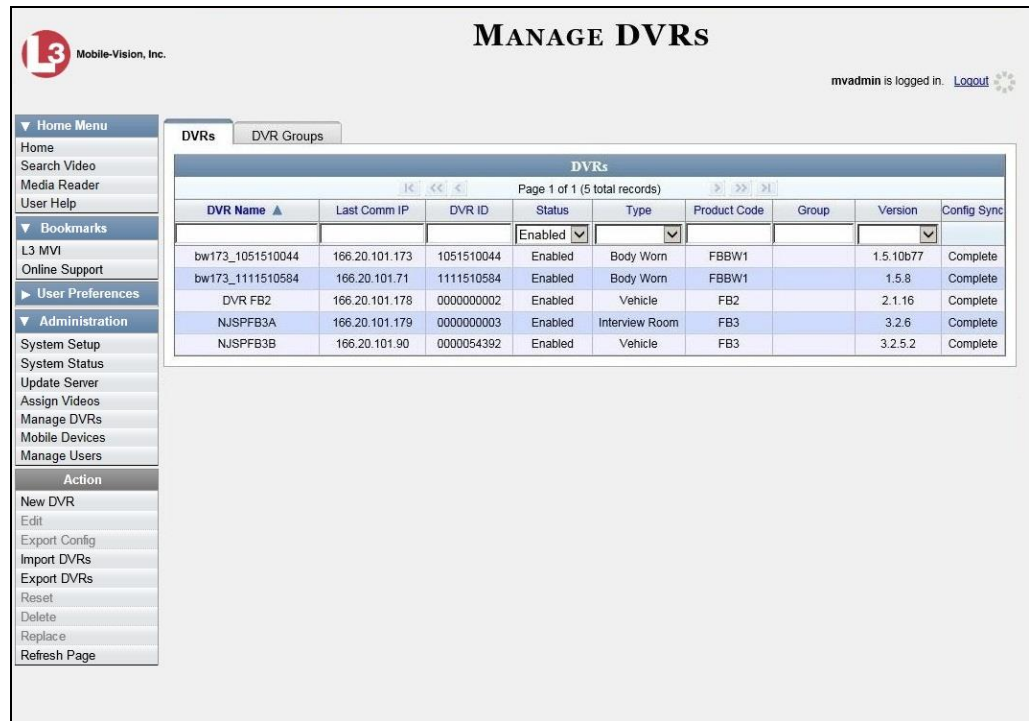 L3 Mobile-Vision, Inc.
MANAGE DVRS
mvadmin is logged in. Logout
▼ Home Menu
Home
Search Video
Media Reader
User Help
▼ Bookmarks
L3 MVI
Online Support
▶ User Preferences
▼ Administration
System Setup
System Status
Update Server
Assign Videos
Manage DVRs
Mobile Devices
Manage Users
Action
New DVR
Edit
Export Config
Import DVRs
Export DVRs
Reset
Delete
Replace
Refresh Page
DVRs DVR Groups
DVRs
|< << < Page 1 of 1 (5 total records) > >> >|
DVR Name ▲ Last Comm IP DVR ID Status Type Product Code Group Version Config Sync
Enabled
bw173_1051510044 166.20.101.173 1051510044 Enabled Body Worn FBBW1 1.5.10b77 Complete
bw173_1111510584 166.20.101.71 1111510584 Enabled Body Worn FBBW1 1.5.8 Complete
DVR FB2 166.20.101.178 0000000002 Enabled Vehicle FB2 2.1.16 Complete
NJSPFB3A 166.20.101.179 0000000003 Enabled Interview Room FB3 3.2.6 Complete
NJSPFB3B 166.20.101.90 0000054392 Enabled Vehicle FB3 3.2.5.2 Complete